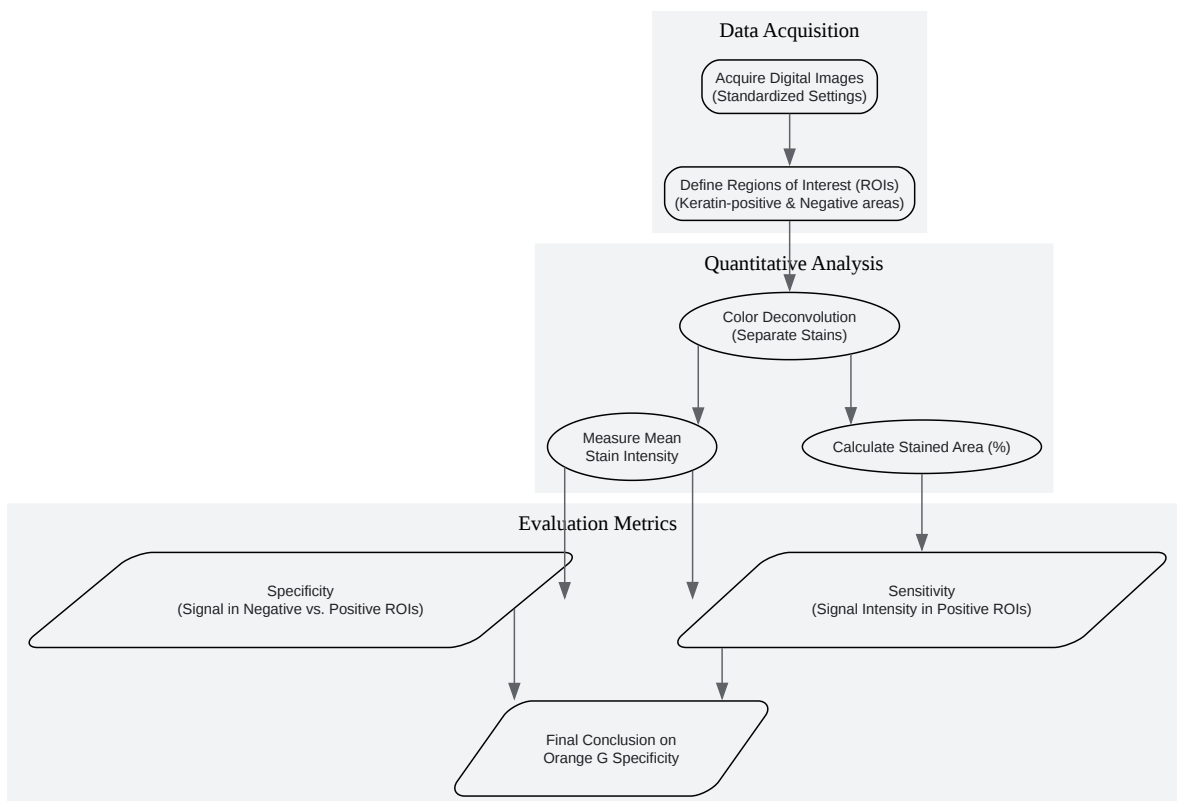 Data Acquisition
Acquire Digital Images
(Standardized Settings)
Define Regions of Interest (ROIs)
(Keratin-positive & Negative areas)
Quantitative Analysis
Color Deconvolution
(Separate Stains)
Measure Mean
Stain Intensity
Calculate Stained Area (%)
Evaluation Metrics
Specificity
(Signal in Negative vs. Positive ROIs)
Sensitivity
(Signal Intensity in Positive ROIs)
Final Conclusion on
Orange G Specificity